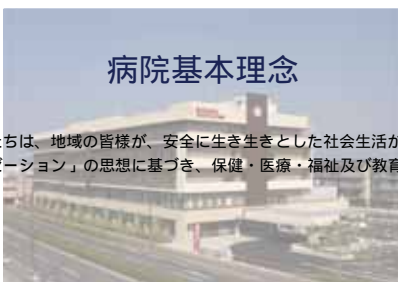 病院基本理念
たちは、地域の皆様が、安全に生き生きとした社会生活が
ゼーション」の思想に基づき、保健・医療・福祉及び教育